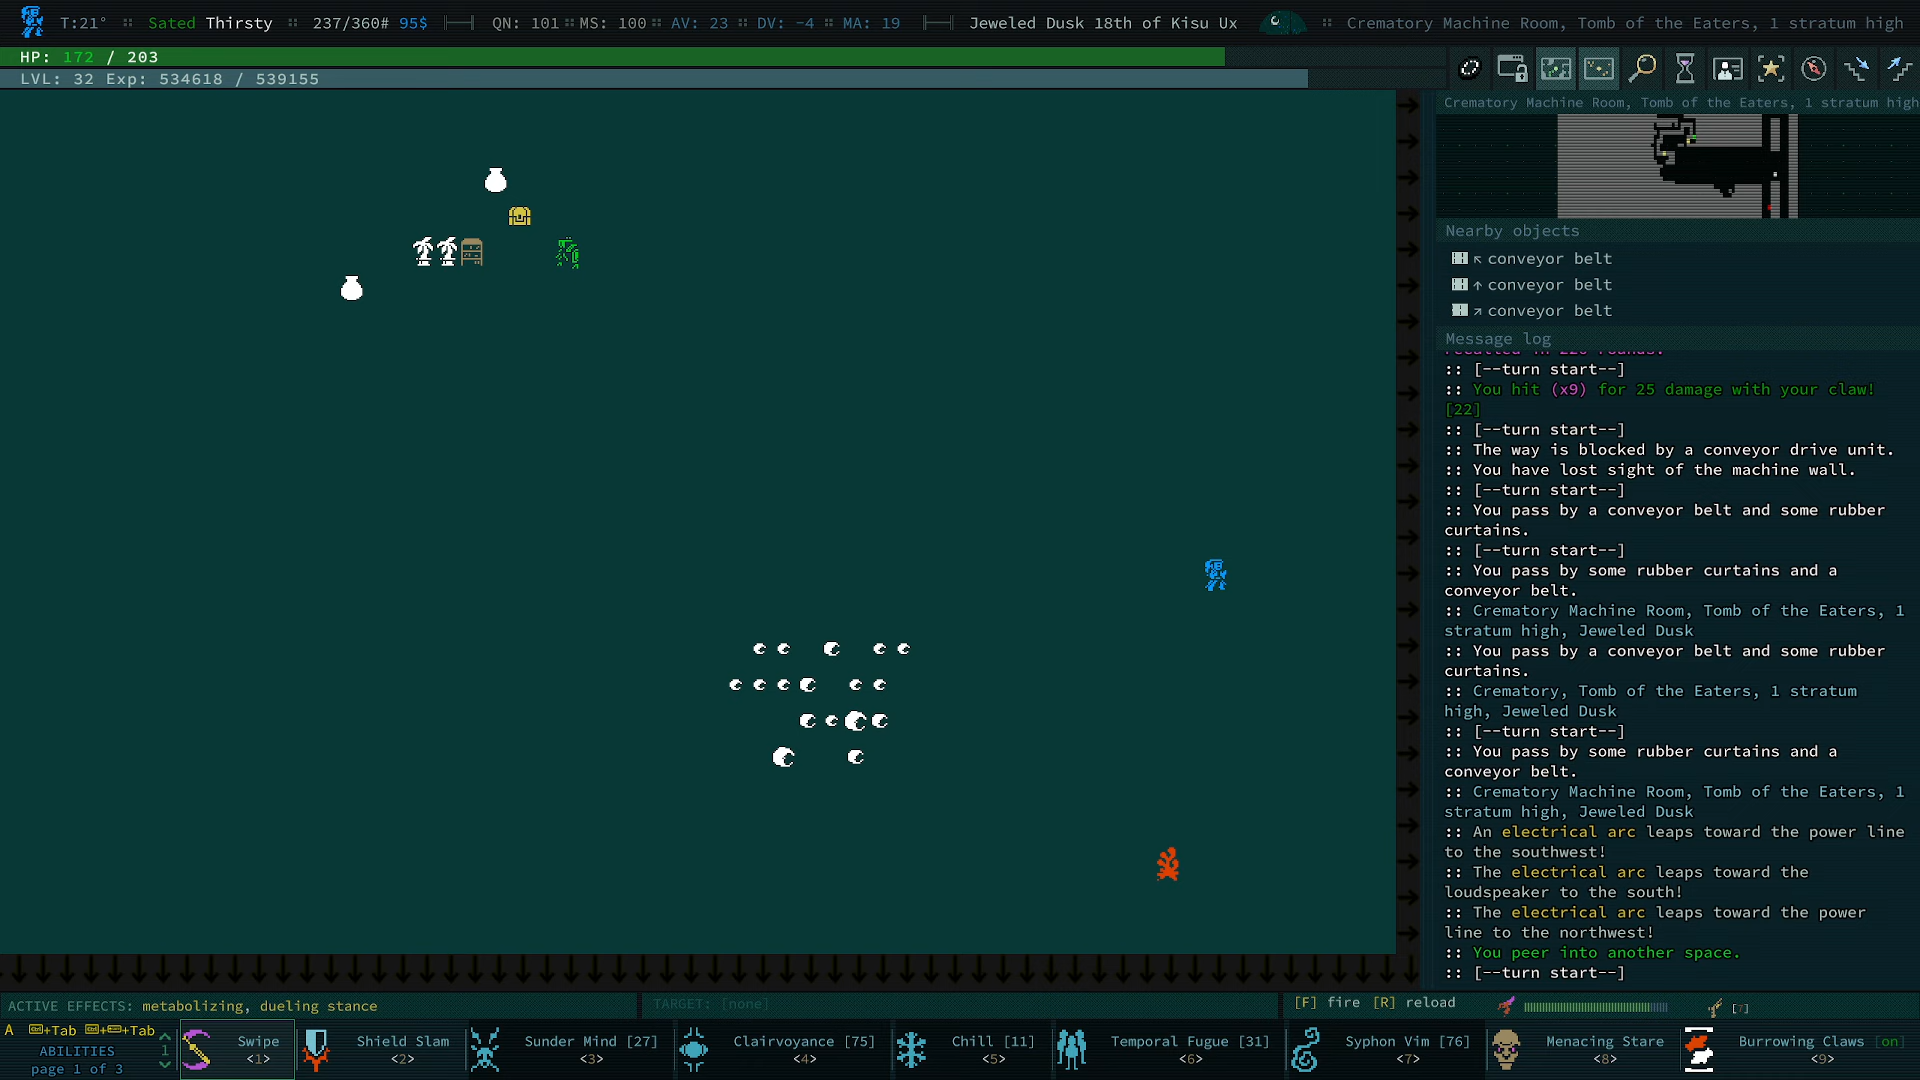 T:21° :: Sated Thirsty :: 237/360# 95$ QN: 101 :: MS: 100 :: AV: 23 :: DV: -4 :: MA: 19 Jeweled Dusk 18th of Kisu Ux :: Crematory Machine Room, Tomb of the Eaters, 1 stratum high
HP: 172 / 203
LVL: 32 Exp: 534618 / 539155
Crematory Machine Room, Tomb of the Eaters, 1 stratum high
Nearby objects
↖ conveyor belt
↑ conveyor belt
↗ conveyor belt
Message log
:: [--turn start--]
:: You hit (x9) for 25 damage with your claw!
[22]
:: [--turn start--]
:: The way is blocked by a conveyor drive unit.
:: You have lost sight of the machine wall.
:: [--turn start--]
:: You pass by a conveyor belt and some rubber
curtains.
:: [--turn start--]
:: You pass by some rubber curtains and a
conveyor belt.
:: Crematory Machine Room, Tomb of the Eaters, 1
stratum high, Jeweled Dusk
:: You pass by a conveyor belt and some rubber
curtains.
:: Crematory, Tomb of the Eaters, 1 stratum
high, Jeweled Dusk
:: [--turn start--]
:: You pass by some rubber curtains and a
conveyor belt.
:: Crematory Machine Room, Tomb of the Eaters, 1
stratum high, Jeweled Dusk
:: An electrical arc leaps toward the power line
to the southwest!
:: The electrical arc leaps toward the
loudspeaker to the south!
:: The electrical arc leaps toward the power
line to the northwest!
:: You peer into another space.
:: [--turn start--]
ACTIVE EFFECTS: metabolizing, dueling stance
TARGET: [none]
[F] fire [R] reload
[7]
A Ctrl+Tab
ABILITIES
page 1 of 3
1
Swipe
<1>
Shield Slam
<2>
Sunder Mind [27]
<3>
Clairvoyance [75]
<4>
Chill [11]
<5>
Temporal Fugue [31]
<6>
Syphon Vim [76]
<7>
Menacing Stare
<8>
Burrowing Claws [on]
<9>